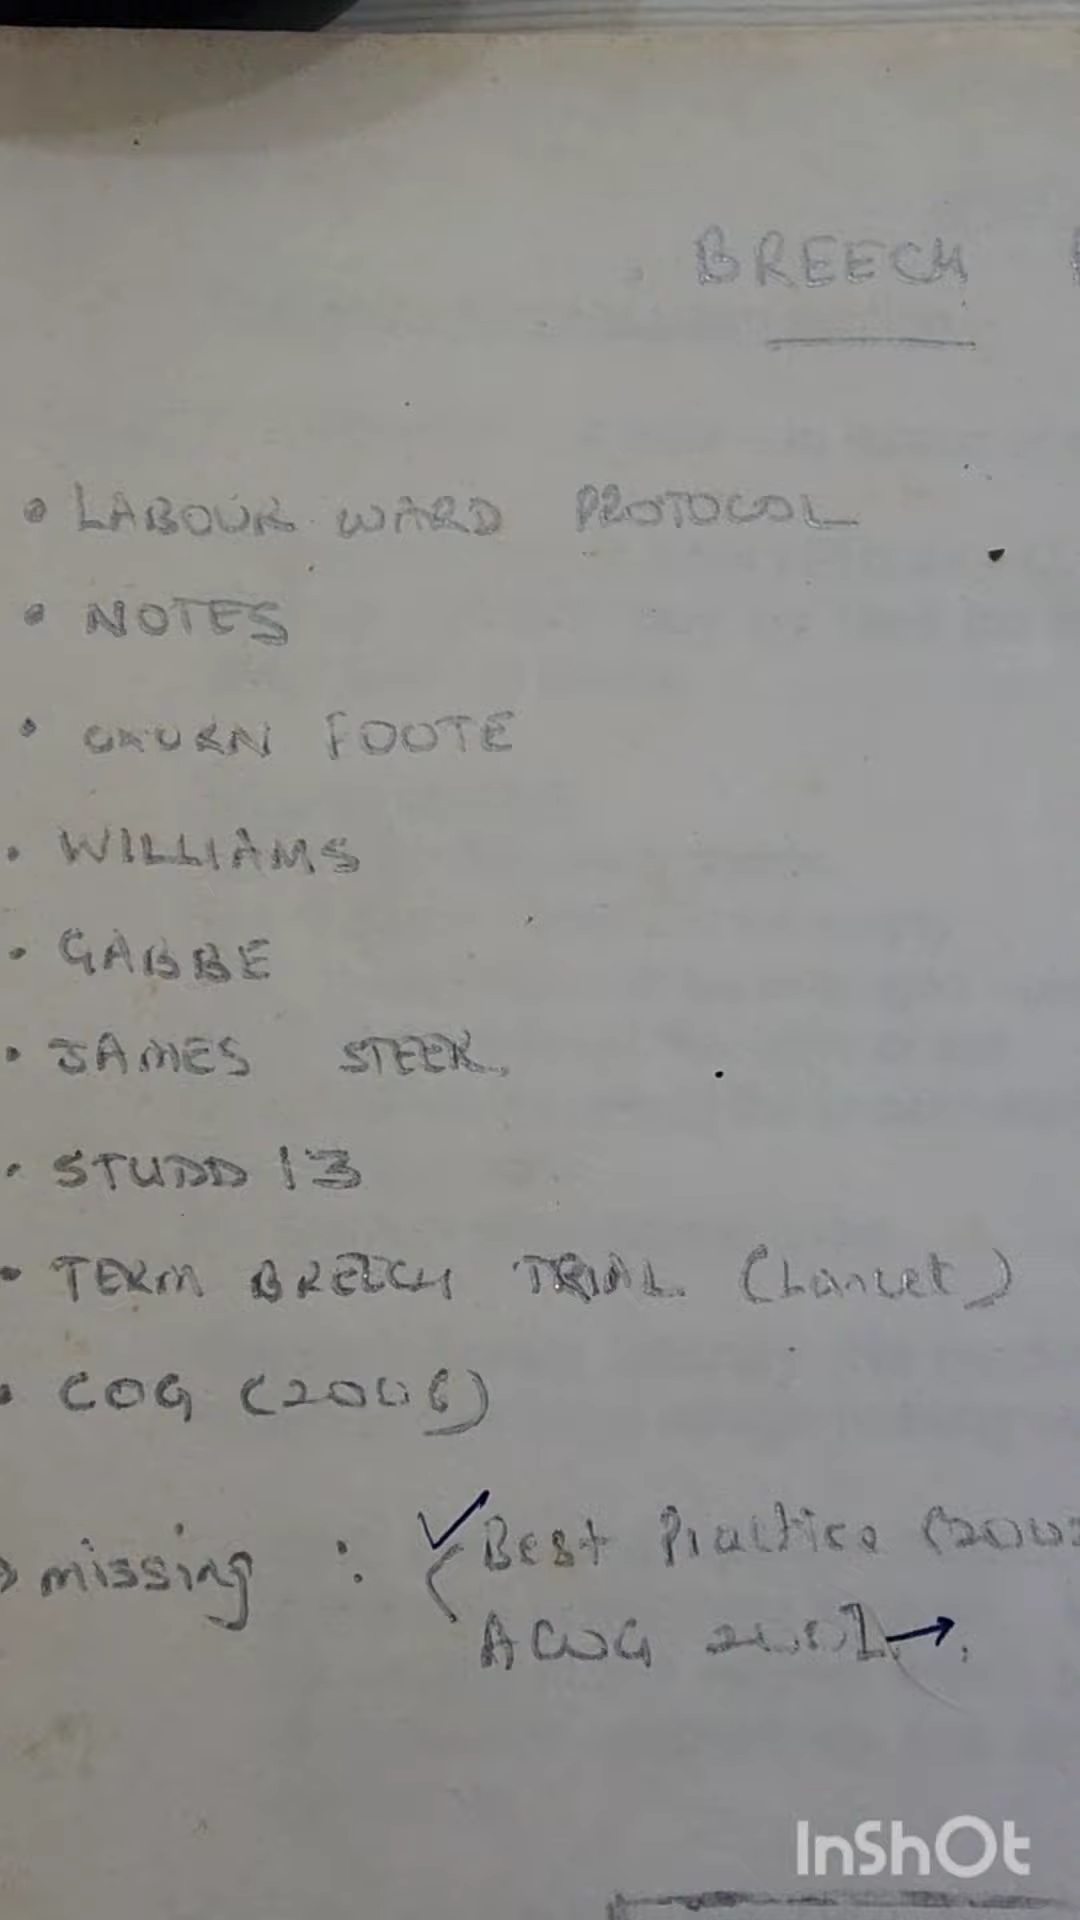 BREECH
• LABOUR WARD PROTOCOL
• NOTES
• OXORN FOOTE
• WILLIAMS
• GABBE
• JAMES STEER
• STUDD 13
• TERM BREECH TRIAL (Lancet)
• COG (2006)
missing : Best Practice
ACOG
InShOt